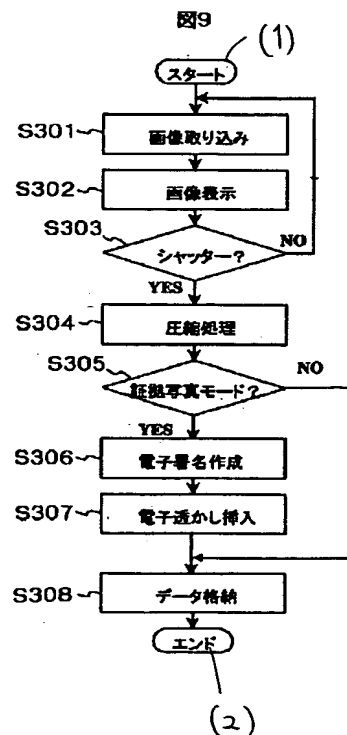 図9
(1)
スタート
S301
画像取り込み
S302
画像表示
S303
シャッター?
NO
YES
S304
圧縮処理
S305
証拠写真モード?
NO
YES
S306
電子署名作成
S307
電子透かし挿入
S308
データ格納
エンド
(2)